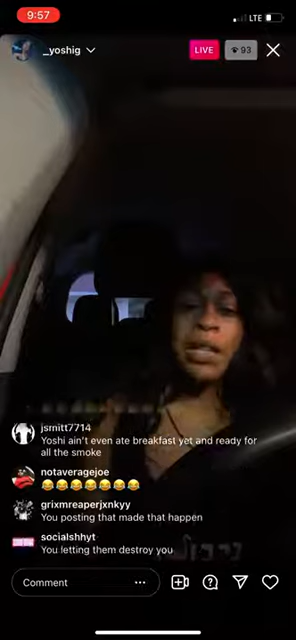 9:57
LTE
_yoshig
LIVE
93
jsmitt7714
Yoshi ain't even ate breakfast yet and ready for
all the smoke
notaveragejoe
😂😂😂😂😂😂😂
grixmreaperjxnkyy
You posting that made that happen
socialshhyt
You letting them destroy you
Comment